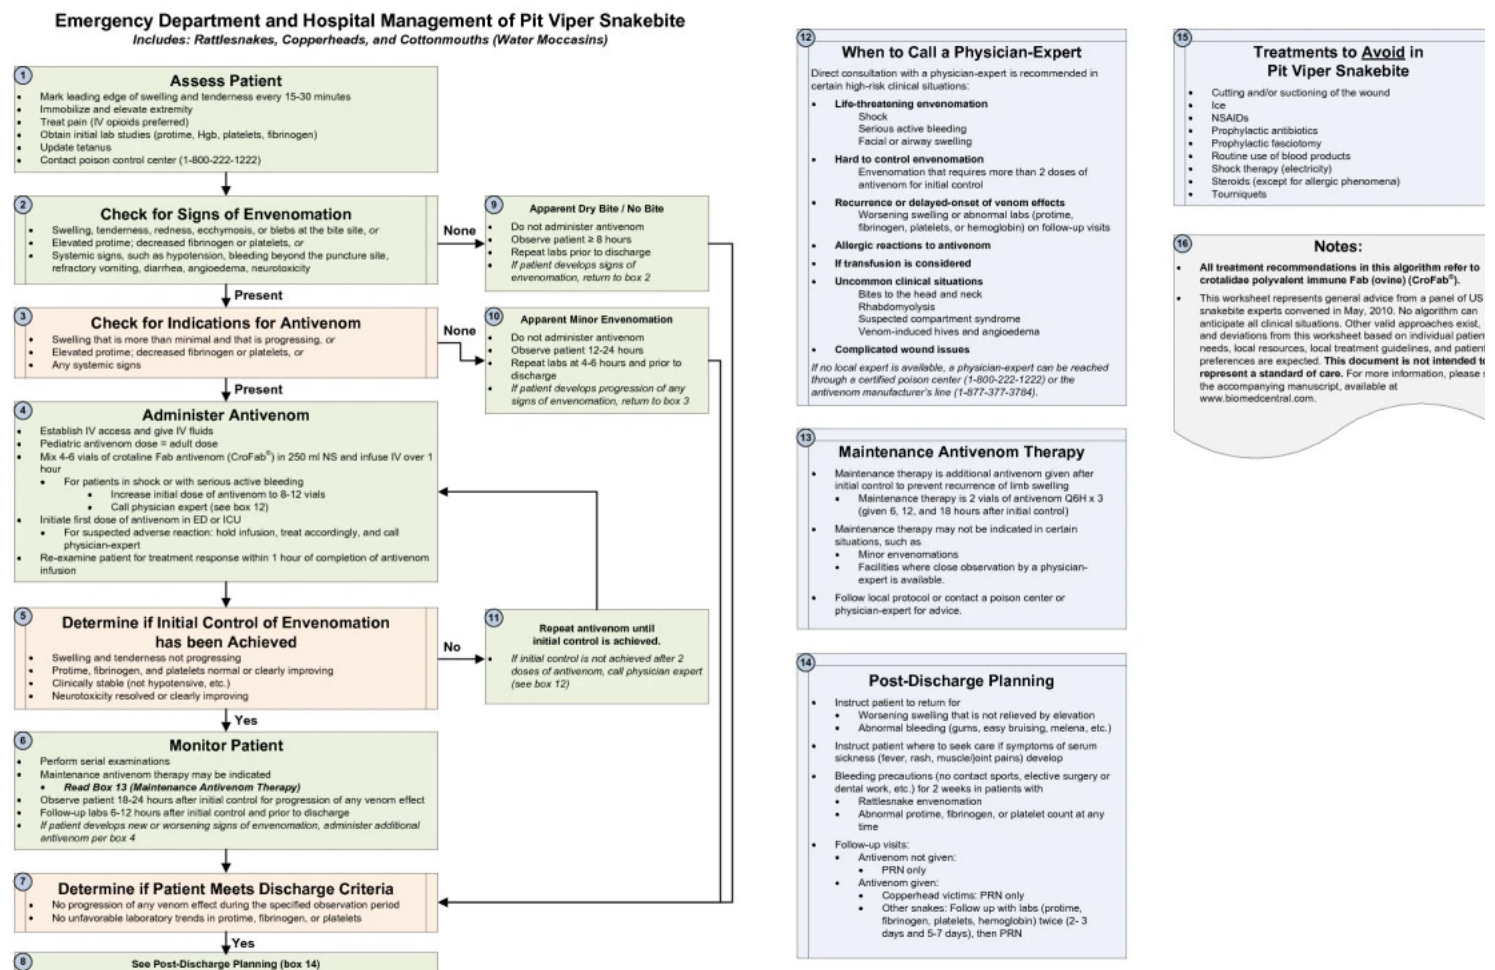 Emergency Department and Hospital Management of Pit Viper Snakebite
Includes: Rattlesnakes, Copperheads, and Cottonmouths (Water Moccasins)
1
Assess Patient
• Mark leading edge of swelling and tenderness every 15-30 minutes
• Immobilize and elevate extremity
• Treat pain (IV opioids preferred)
• Obtain initial lab studies (protime, Hgb, platelets, fibrinogen)
• Update tetanus
• Contact poison control center (1-800-222-1222)
2
Check for Signs of Envenomation
• Swelling, tenderness, redness, ecchymosis, or blebs at the bite site, or
• Elevated protime; decreased fibrinogen or platelets, or
• Systemic signs, such as hypotension, bleeding beyond the puncture site,
refractory vomiting, diarrhea, angioedema, neurotoxicity
None
Present
9
Apparent Dry Bite / No Bite
• Do not administer antivenom
• Observe patient ≥ 8 hours
• Repeat labs prior to discharge
• If patient develops signs of
envenomation, return to box 2
3
Check for Indications for Antivenom
• Swelling that is more than minimal and that is progressing, or
• Elevated protime; decreased fibrinogen or platelets, or
• Any systemic signs
None
Present
10
Apparent Minor Envenomation
• Do not administer antivenom
• Observe patient 12-24 hours
• Repeat labs at 4-6 hours and prior to
discharge
• If patient develops progression of any
signs of envenomation, return to box 3
4
Administer Antivenom
• Establish IV access and give IV fluids
• Pediatric antivenom dose = adult dose
• Mix 4-6 vials of crotaline Fab antivenom (CroFab®) in 250 ml NS and infuse IV over 1
hour
• For patients in shock or with serious active bleeding
• Increase initial dose of antivenom to 8-12 vials
• Call physician expert (see box 12)
• Initiate first dose of antivenom in ED or ICU
• For suspected adverse reaction: hold infusion, treat accordingly, and call
physician-expert
• Re-examine patient for treatment response within 1 hour of completion of antivenom
infusion
5
Determine if Initial Control of Envenomation
has been Achieved
• Swelling and tenderness not progressing
• Protime, fibrinogen, and platelets normal or clearly improving
• Clinically stable (not hypotensive, etc.)
• Neurotoxicity resolved or clearly improving
No
Yes
11
Repeat antivenom until
initial control is achieved.
• If initial control is not achieved after 2
doses of antivenom, call physician expert
(see box 12)
6
Monitor Patient
• Perform serial examinations
• Maintenance antivenom therapy may be indicated
• Read Box 13 (Maintenance Antivenom Therapy)
• Observe patient 18-24 hours after initial control for progression of any venom effect
• Follow-up labs 6-12 hours after initial control and prior to discharge
• If patient develops new or worsening signs of envenomation, administer additional
antivenom per box 4
7
Determine if Patient Meets Discharge Criteria
• No progression of any venom effect during the specified observation period
• No unfavorable laboratory trends in protime, fibrinogen, or platelets
Yes
8
See Post-Discharge Planning (box 14)
12
When to Call a Physician-Expert
Direct consultation with a physician-expert is recommended in
certain high-risk clinical situations:
• Life-threatening envenomation
Shock
Serious active bleeding
Facial or airway swelling
• Hard to control envenomation
Envenomation that requires more than 2 doses of
antivenom for initial control
• Recurrence or delayed-onset of venom effects
Worsening swelling or abnormal labs (protime,
fibrinogen, platelets, or hemoglobin) on follow-up visits
• Allergic reactions to antivenom
• If transfusion is considered
• Uncommon clinical situations
Bites to the head and neck
Rhabdomyolysis
Suspected compartment syndrome
Venom-induced hives and angioedema
• Complicated wound issues
If no local expert is available, a physician-expert can be reached
through a certified poison center (1-800-222-1222) or the
antivenom manufacturer's line (1-877-377-3784).
13
Maintenance Antivenom Therapy
• Maintenance therapy is additional antivenom given after
initial control to prevent recurrence of limb swelling
• Maintenance therapy is 2 vials of antivenom Q6H x 3
(given 6, 12, and 18 hours after initial control)
• Maintenance therapy may not be indicated in certain
situations, such as
• Minor envenomations
• Facilities where close observation by a physician-
expert is available.
• Follow local protocol or contact a poison center or
physician-expert for advice.
14
Post-Discharge Planning
• Instruct patient to return for
• Worsening swelling that is not relieved by elevation
• Abnormal bleeding (gums, easy bruising, melena, etc.)
• Instruct patient where to seek care if symptoms of serum
sickness (fever, rash, muscle/joint pains) develop
• Bleeding precautions (no contact sports, elective surgery or
dental work, etc.) for 2 weeks in patients with
• Rattlesnake envenomation
• Abnormal protime, fibrinogen, or platelet count at any
time
• Follow-up visits:
• Antivenom not given:
• PRN only
• Antivenom given:
• Copperhead victims: PRN only
• Other snakes: Follow up with labs (protime,
fibrinogen, platelets, hemoglobin) twice (2- 3
days and 5-7 days), then PRN
15
Treatments to Avoid in
Pit Viper Snakebite
• Cutting and/or suctioning of the wound
• Ice
• NSAIDs
• Prophylactic antibiotics
• Prophylactic fasciotomy
• Routine use of blood products
• Shock therapy (electricity)
• Steroids (except for allergic phenomena)
• Tourniquets
16
Notes:
• All treatment recommendations in this algorithm refer to
crotalidae polyvalent immune Fab (ovine) (CroFab®).
• This worksheet represents general advice from a panel of US
snakebite experts convened in May, 2010. No algorithm can
anticipate all clinical situations. Other valid approaches exist,
and deviations from this worksheet based on individual patient
needs, local resources, local treatment guidelines, and patient
preferences are expected. This document is not intended to
represent a standard of care. For more information, please
the accompanying manuscript, available at
www.biomedcentral.com.